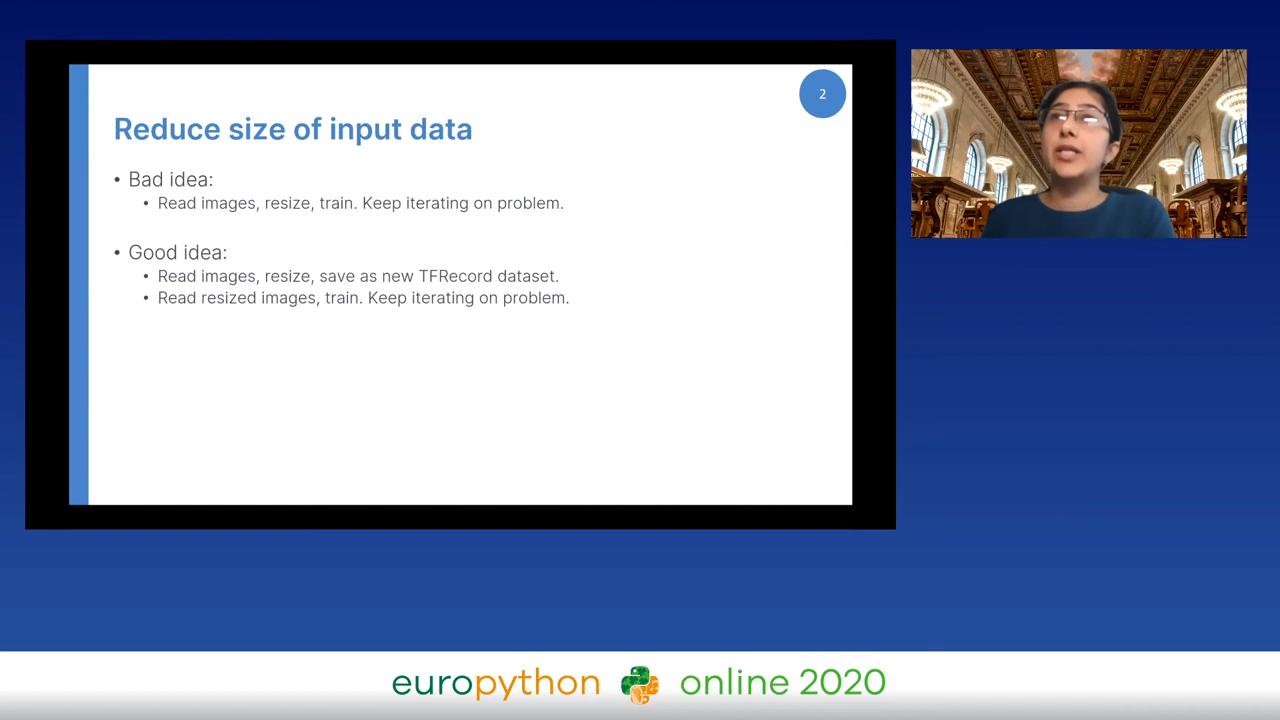 2
Reduce size of input data
• Bad idea:
• Read images, resize, train. Keep iterating on problem.
• Good idea:
• Read images, resize, save as new TFRecord dataset.
• Read resized images, train. Keep iterating on problem.
europython online 2020